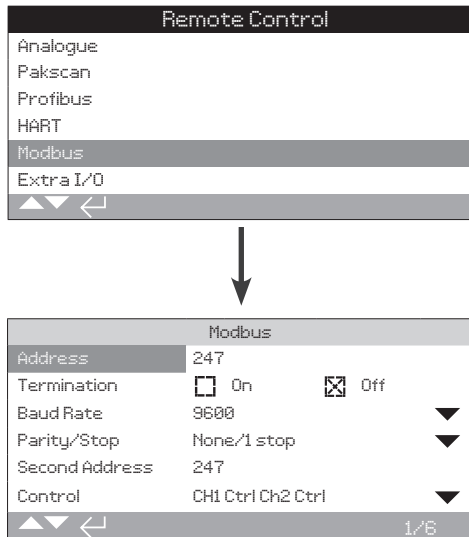 Remote Control
Analogue
Pakscan
Profibus
HART
Modbus
Extra I/O
Modbus
Address 247
Termination On Off
Baud Rate 9600
Parity/Stop None/1 stop
Second Address 247
Control CH1 Ctrl Ch2 Ctrl
1/6